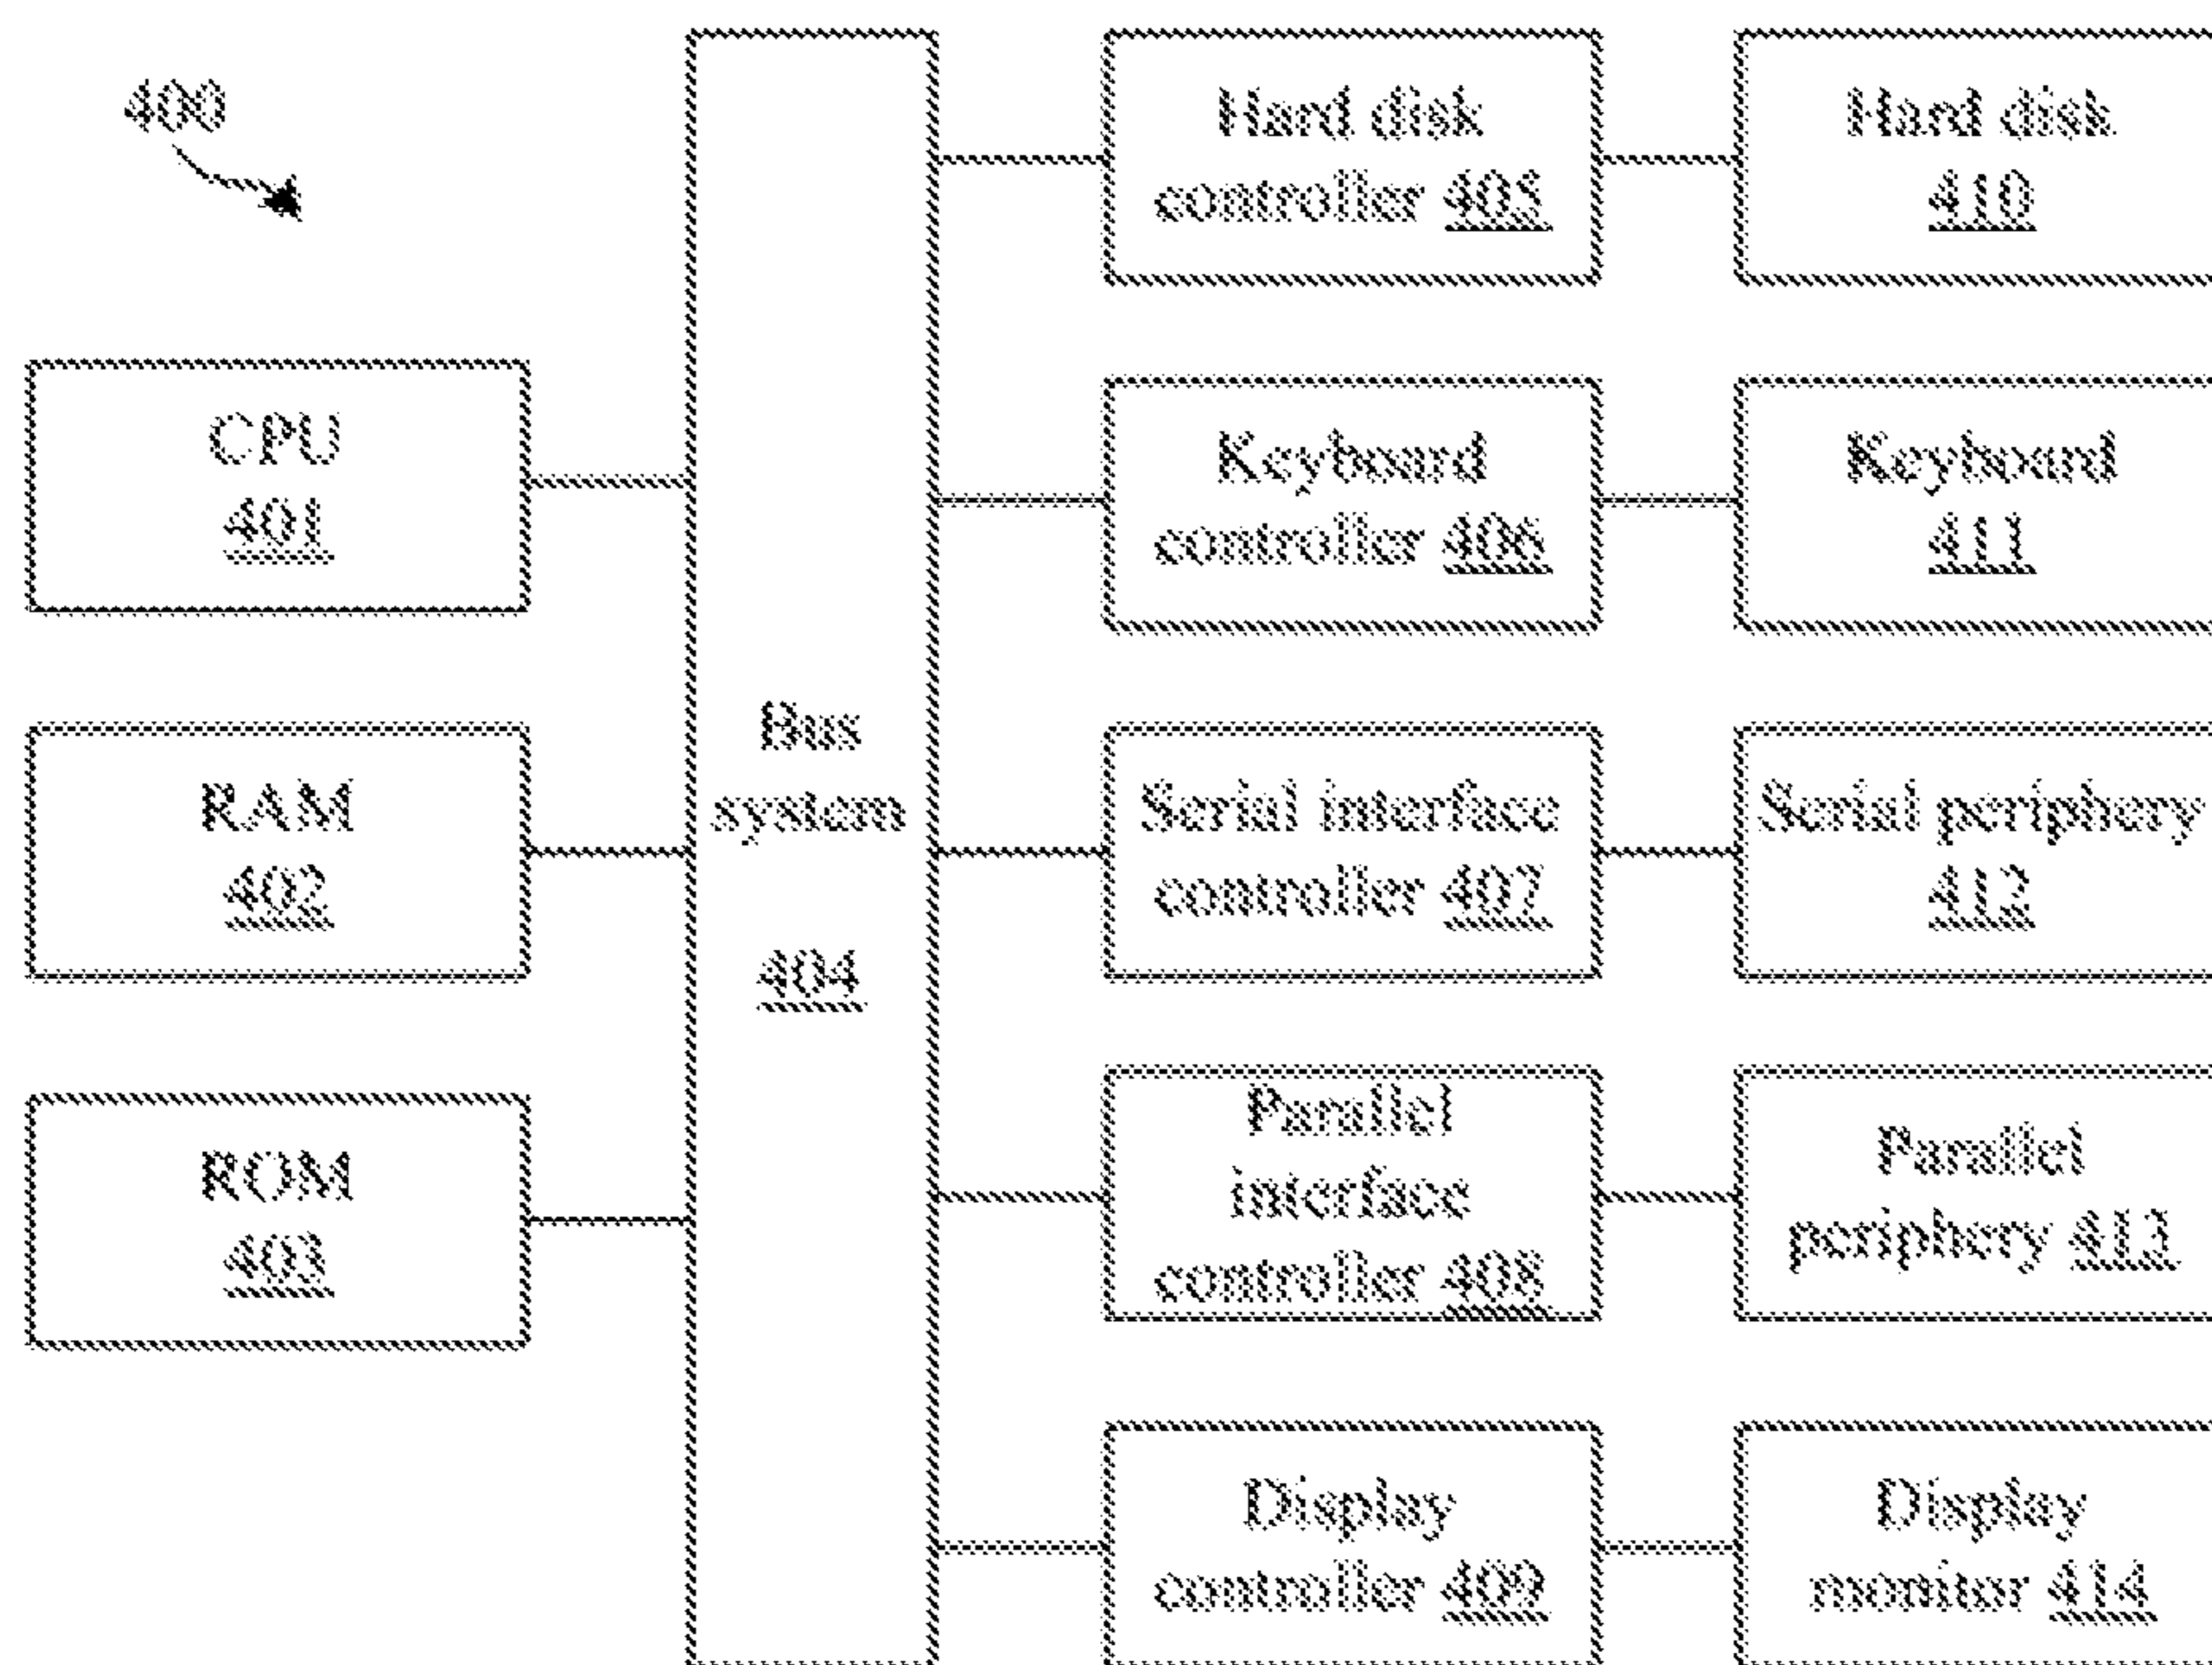 400
CPU
401
RAM
402
ROM
403
Bus
system
404
Hard disk
controller 405
Keyboard
controller 406
Serial interface
controller 407
Parallel
interface
controller 408
Display
controller 409
Hard disk
410
Keyboard
411
Serial periphery
412
Parallel
periphery 413
Display
monitor 414